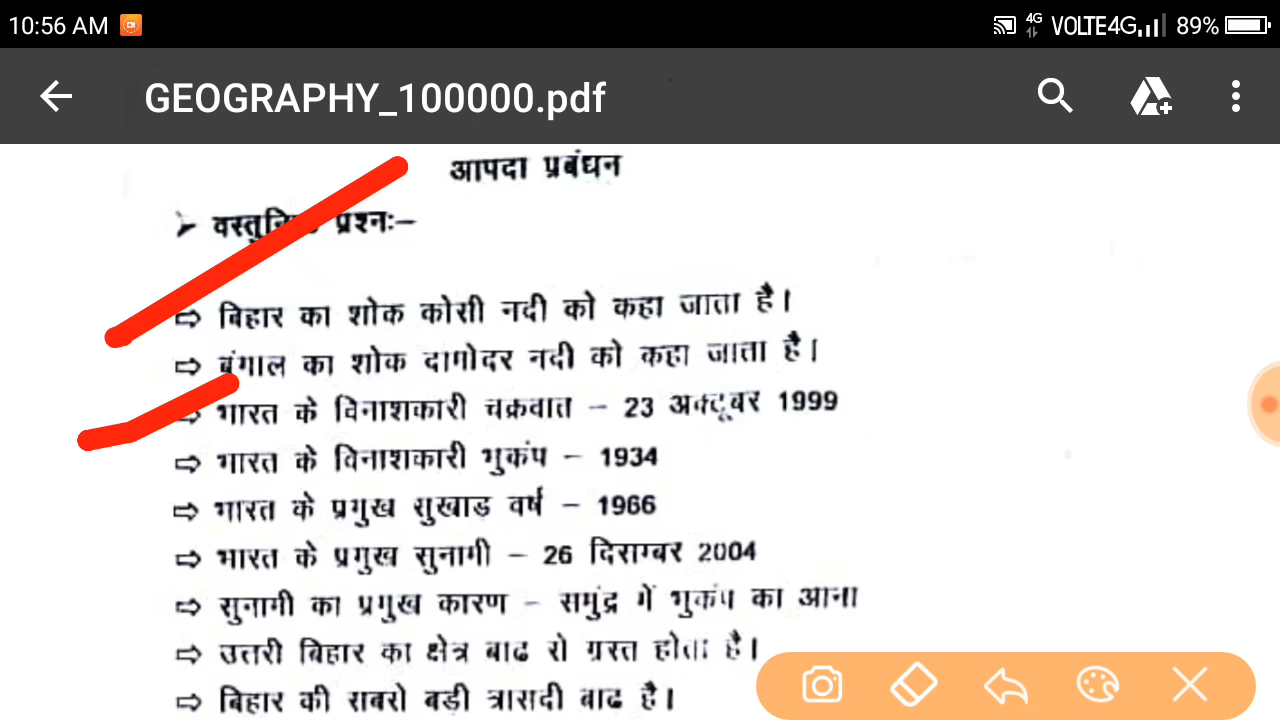 10:56 AM 4G VOLTE4G 89%
GEOGRAPHY_100000.pdf
आपदा प्रबंधन
➤ प्रश्नः–
⇨ बिहार का शोक कोसी नदी को कहा जाता है।
⇨ बंगाल का शोक दामोदर नदी को कहा जाता है।
⇨ भारत के विनाशकारी चक्रवात – 23 अक्टूबर 1999
⇨ भारत के विनाशकारी भुकंप – 1934
⇨ भारत के प्रमुख सुखाड़ वर्ष – 1966
⇨ भारत के प्रमुख सुनामी – 26 दिसम्बर 2004
⇨ सुनामी का प्रमुख कारण – समुंद्र में भुकंप का आना
⇨ उत्तरी बिहार का क्षेत्र बाढ से ग्रस्त होता है।
⇨ बिहार की सबसे बड़ी त्रासदी बाढ है।